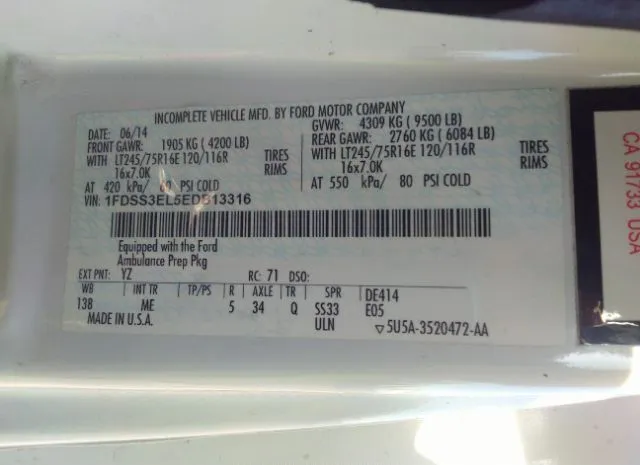 INCOMPLETE VEHICLE MFD. BY FORD MOTOR COMPANY
DATE: 06/14 GVWR: 4309 KG ( 9500 LB)
FRONT GAWR: 1905 KG ( 4200 LB) REAR GAWR: 2760 KG ( 6084 LB)
WITH LT245/75R16E 120/116R TIRES WITH LT245/75R16E 120/116R TIRES
16x7.0K RIMS 16x7.0K RIMS
AT 420 kPa/ 60 PSI COLD AT 550 kPa/ 80 PSI COLD
VIN: 1FDSS3EL5EDB13316
Equipped with the Ford
Ambulance Prep Pkg
EXT PNT: YZ RC: 71 DSO:
WB INT TR TP/PS R AXLE TR SPR DE414
138 ME 5 34 Q SS33 E05
MADE IN U.S.A. ULN ▽5U5A-3520472-AA
CA 91733 USA